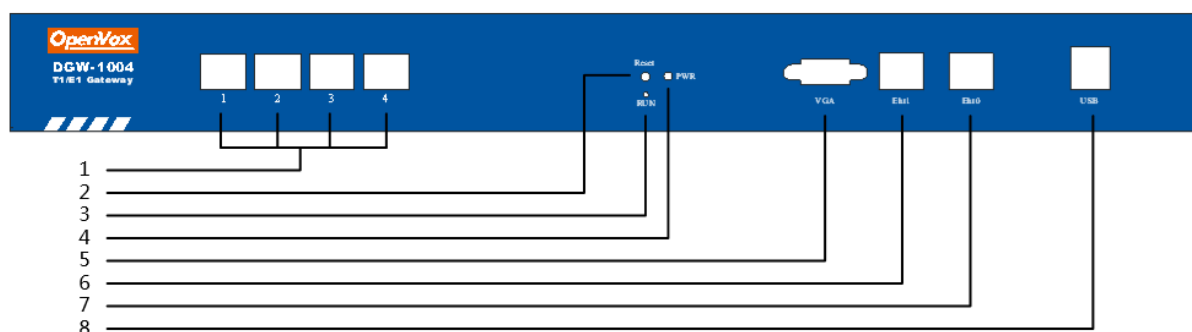 OpenVox
DGW-1004
T1/E1 Gateway
1 2 3 4
Reset
PWR
RUN
VGA
Eht1
Eht0
USB
1
2
3
4
5
6
7
8